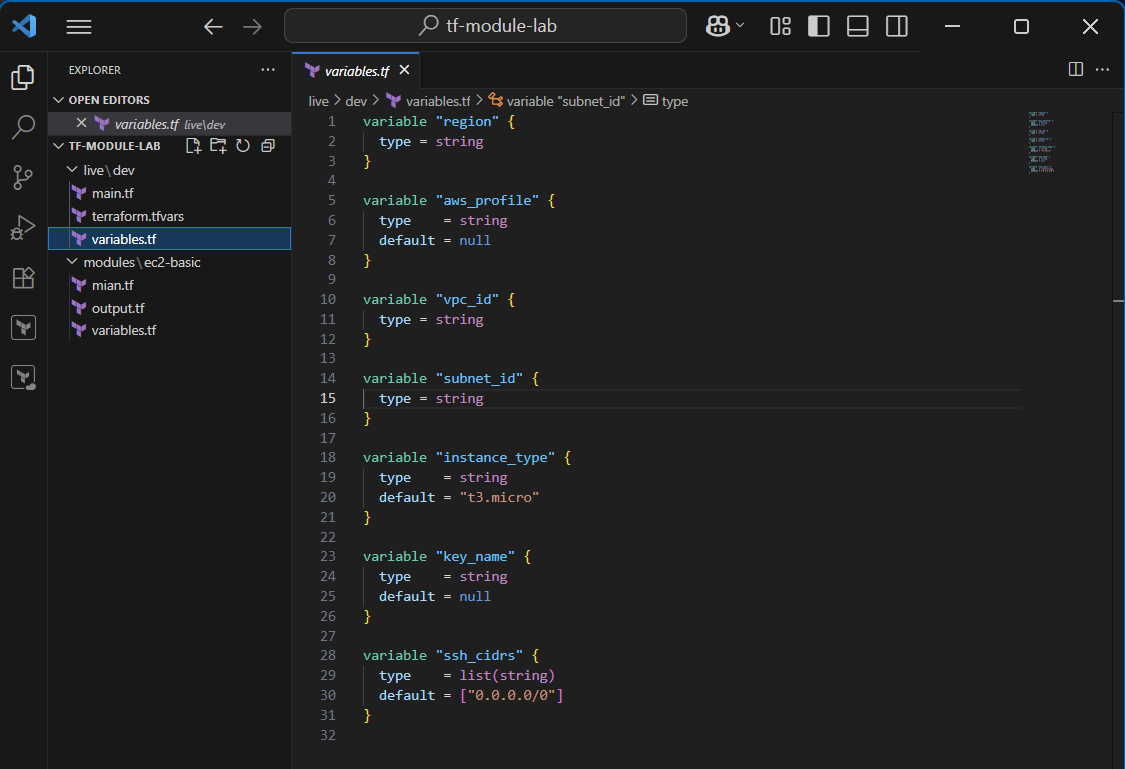 tf-module-lab
EXPLORER
variables.tf
OPEN EDITORS
variables.tf live\dev
TF-MODULE-LAB
live\dev
main.tf
terraform.tfvars
variables.tf
modules\ec2-basic
mian.tf
output.tf
variables.tf
live > dev > variables.tf > variable "subnet_id" > type
1 variable "region" {
2   type = string
3 }
4
5 variable "aws_profile" {
6   type    = string
7   default = null
8 }
9
10 variable "vpc_id" {
11   type = string
12 }
13
14 variable "subnet_id" {
15   type = string
16 }
17
18 variable "instance_type" {
19   type    = string
20   default = "t3.micro"
21 }
22
23 variable "key_name" {
24   type    = string
25   default = null
26 }
27
28 variable "ssh_cidrs" {
29   type    = list(string)
30   default = ["0.0.0.0/0"]
31 }
32